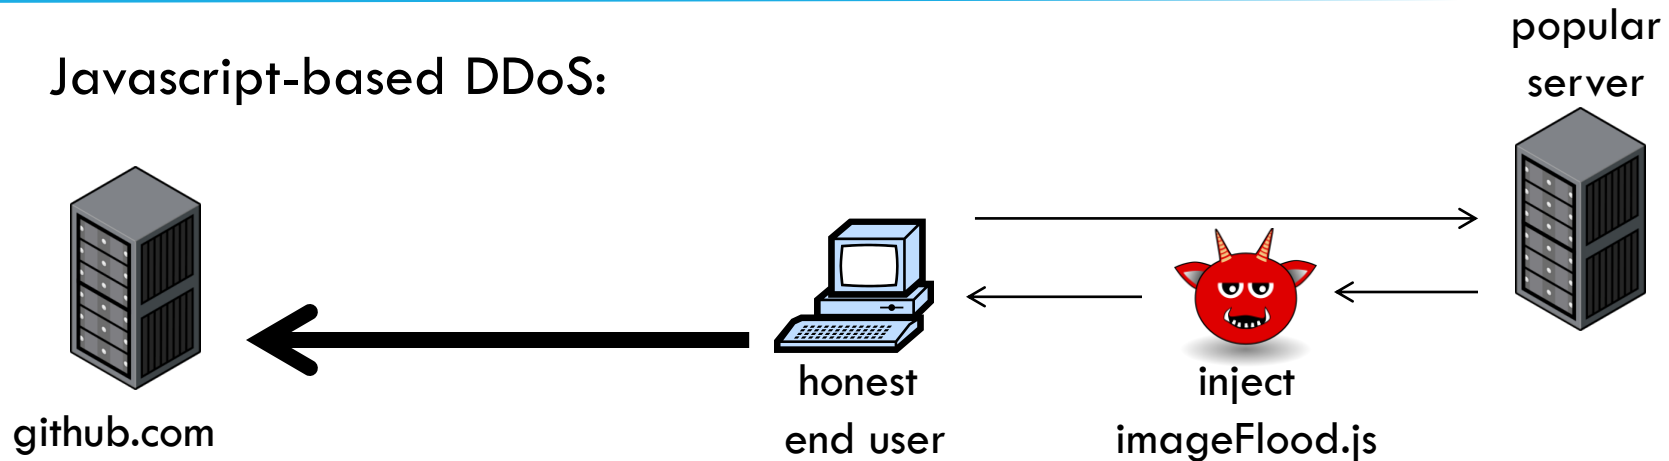 Javascript-based DDoS:
popular
server
github.com
honest
end user
inject
imageFlood.js